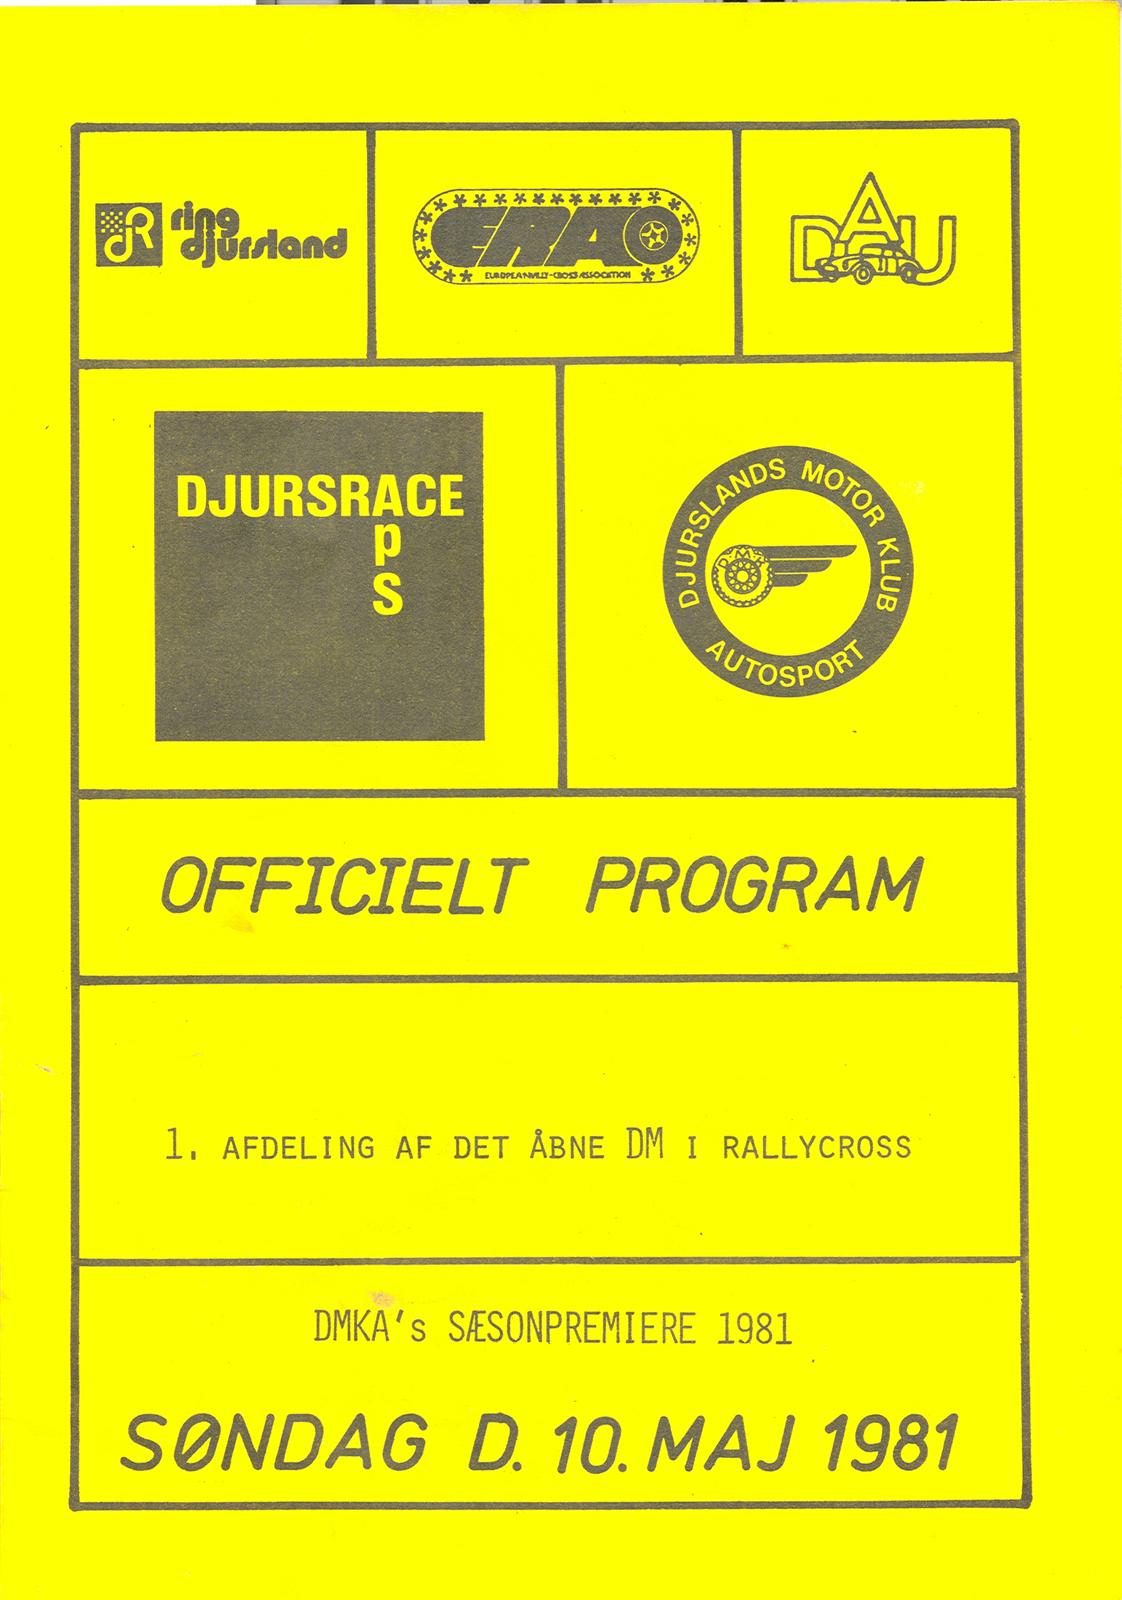 ring
djursland
ERA
EUROPEAN RALLY-CROSS ASSOCIATION
DAU
DJURSRACE
ApS
DJURSLANDS MOTOR KLUB
DMK
AUTOSPORT
OFFICIELT PROGRAM
1. AFDELING AF DET ÅBNE DM I RALLYCROSS
DMKA's SÆSONPREMIERE 1981
SØNDAG D. 10. MAJ 1981